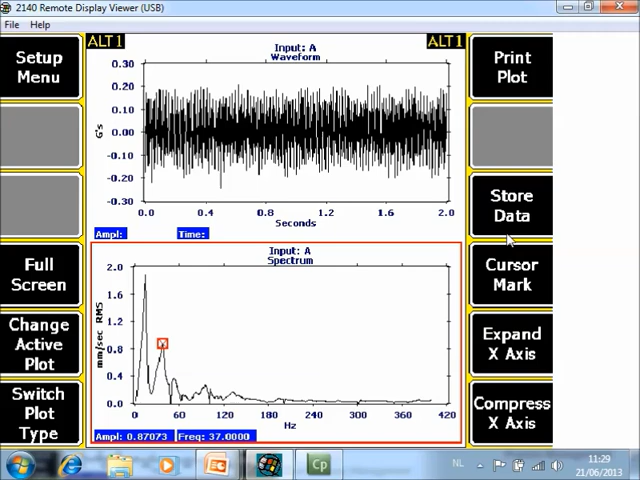 2140 Remote Display Viewer (USB)
File Help
Setup
Menu
Full
Screen
Change
Active
Plot
Switch
Plot
Type
ALT1
ALT1
Input: A
Waveform
0.30
0.20
0.10
0.00
-0.10
-0.20
-0.30
G's
0.0 0.4 0.8 1.2 1.6 2.0
Seconds
Ampl: Time:
Input: A
Spectrum
2.0
1.6
1.2
0.8
0.4
0.0
mm/sec RMS
0 60 120 180 240 300 360 420
Hz
Ampl: 0.87073 Freq: 37.0000
Print
Plot
Store
Data
Cursor
Mark
Expand
X Axis
Compress
X Axis
Cp
NL
11:29
21/06/2013